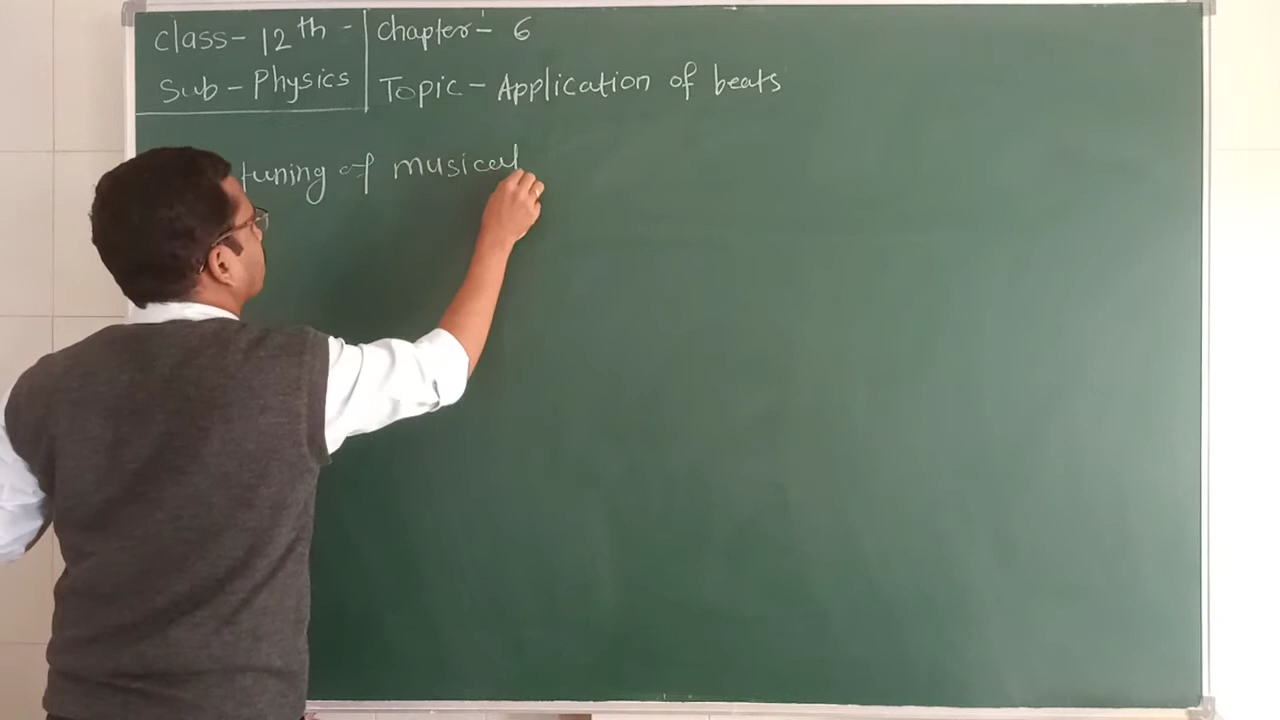 Class- 12th - Chapter- 6
Sub - Physics Topic - Application of beats
tuning of musical